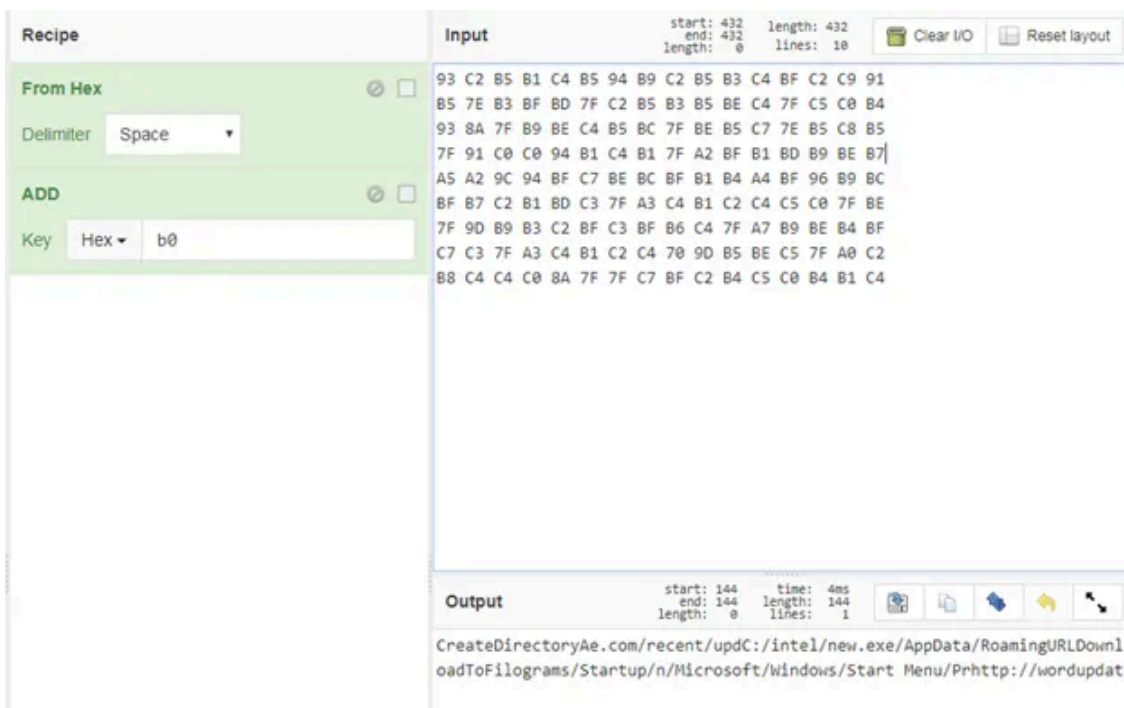 Recipe
From Hex
Delimiter Space
ADD
Key Hex b0
Input
start: 432
end: 432
length: 0
length: 432
lines: 10
Clear I/O
Reset layout
93 C2 B5 B1 C4 B5 94 B9 C2 B5 B3 C4 BF C2 C9 91
B5 7E B3 BF BD 7F C2 B5 B3 B5 BE C4 7F C5 C0 B4
93 8A 7F B9 BE C4 B5 BC 7F BE B5 C7 7E B5 C8 B5
7F 91 C0 C0 94 B1 C4 B1 7F A2 BF B1 BD B9 BE B7
A5 A2 9C 94 BF C7 BE BC BF B1 B4 A4 BF 96 B9 BC
BF B7 C2 B1 BD C3 7F A3 C4 B1 C2 C4 C5 C0 7F BE
7F 9D B9 B3 C2 BF C3 BF B6 C4 7F A7 B9 BE B4 BF
C7 C3 7F A3 C4 B1 C2 C4 70 9D B5 BE C5 7F A0 C2
B8 C4 C4 C0 8A 7F 7F C7 BF C2 B4 C5 C0 B4 B1 C4
Output
start: 144
end: 144
length: 0
time: 4ms
length: 144
lines: 1
CreateDirectoryAe.com/recent/updC:/intel/new.exe/AppData/RoamingURLDownl
oadToFilograms/Startup/n/Microsoft/Windows/Start Menu/Prhttp://wordupdat